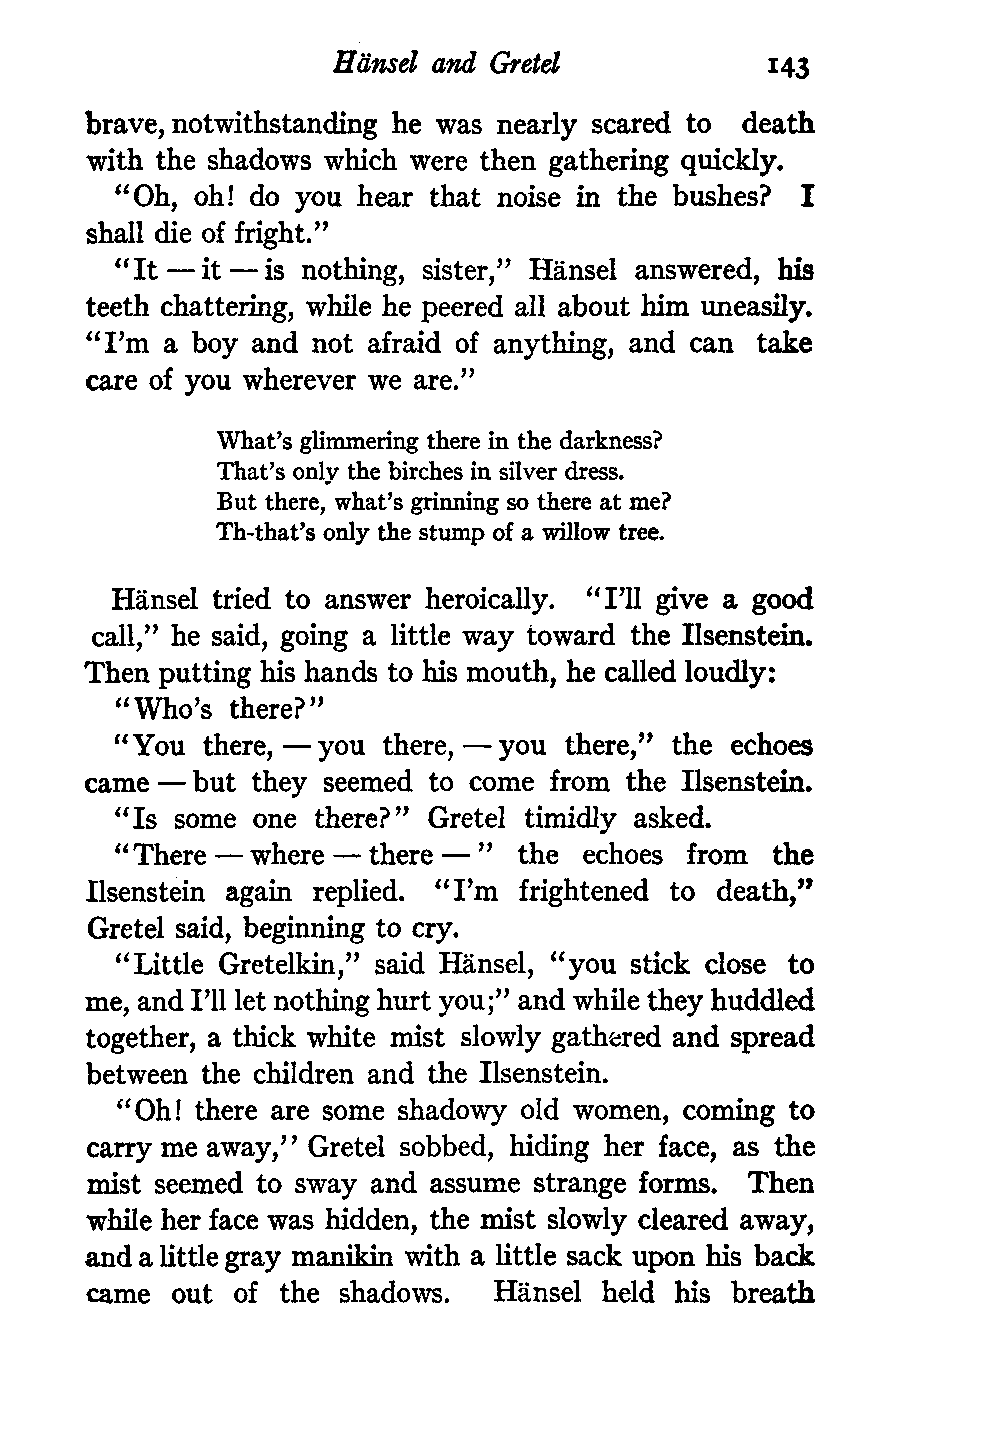 Hänsel and Gretel 143
brave, notwithstanding he was nearly scared to death
with the shadows which were then gathering quickly.
"Oh, oh! do you hear that noise in the bushes? I
shall die of fright."
"It — it — is nothing, sister," Hänsel answered, his
teeth chattering, while he peered all about him uneasily.
"I'm a boy and not afraid of anything, and can take
care of you wherever we are."
What's glimmering there in the darkness?
That's only the birches in silver dress.
But there, what's grinning so there at me?
Th-that's only the stump of a willow tree.
Hänsel tried to answer heroically. "I'll give a good
call," he said, going a little way toward the Ilsenstein.
Then putting his hands to his mouth, he called loudly:
"Who's there?"
"You there, — you there, — you there," the echoes
came — but they seemed to come from the Ilsenstein.
"Is some one there?" Gretel timidly asked.
"There — where — there — " the echoes from the
Ilsenstein again replied. "I'm frightened to death,"
Gretel said, beginning to cry.
"Little Gretelkin," said Hänsel, "you stick close to
me, and I'll let nothing hurt you;" and while they huddled
together, a thick white mist slowly gathered and spread
between the children and the Ilsenstein.
"Oh! there are some shadowy old women, coming to
carry me away," Gretel sobbed, hiding her face, as the
mist seemed to sway and assume strange forms. Then
while her face was hidden, the mist slowly cleared away,
and a little gray manikin with a little sack upon his back
came out of the shadows. Hänsel held his breath